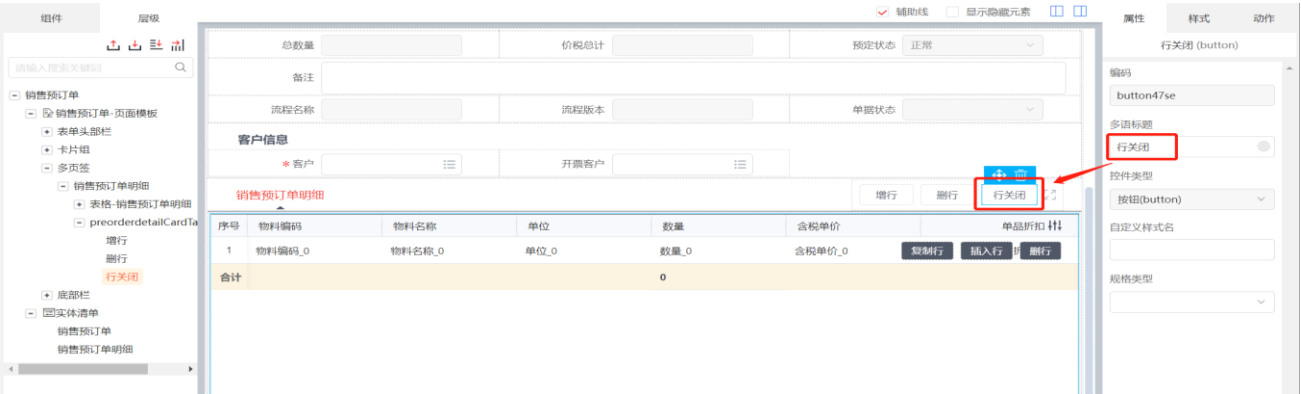 组件 层级
请输入搜索关键词
销售预订单
销售预订单-页面模板
表单头部栏
卡片组
多页签
销售预订单明细
表格-销售预订单明细
preorderdetailCardTa
增行
删行
行关闭
底部栏
实体清单
销售预订单
销售预订单明细
辅助线 显示隐藏元素
总数量 价税总计 预定状态 正常
备注
流程名称 流程版本 单据状态
客户信息
*客户 开票客户
销售预订单明细 增行 删行 行关闭
序号 物料编码 物料名称 单位 数量 含税单价 单品折扣
1 物料编码_0 物料名称_0 单位_0 数量_0 含税单价_0 复制行 插入行 删行
合计 0
属性 样式 动作
行关闭 (button)
编码
button47se
多语标题
行关闭
控件类型
按钮(button)
自定义样式名
规格类型